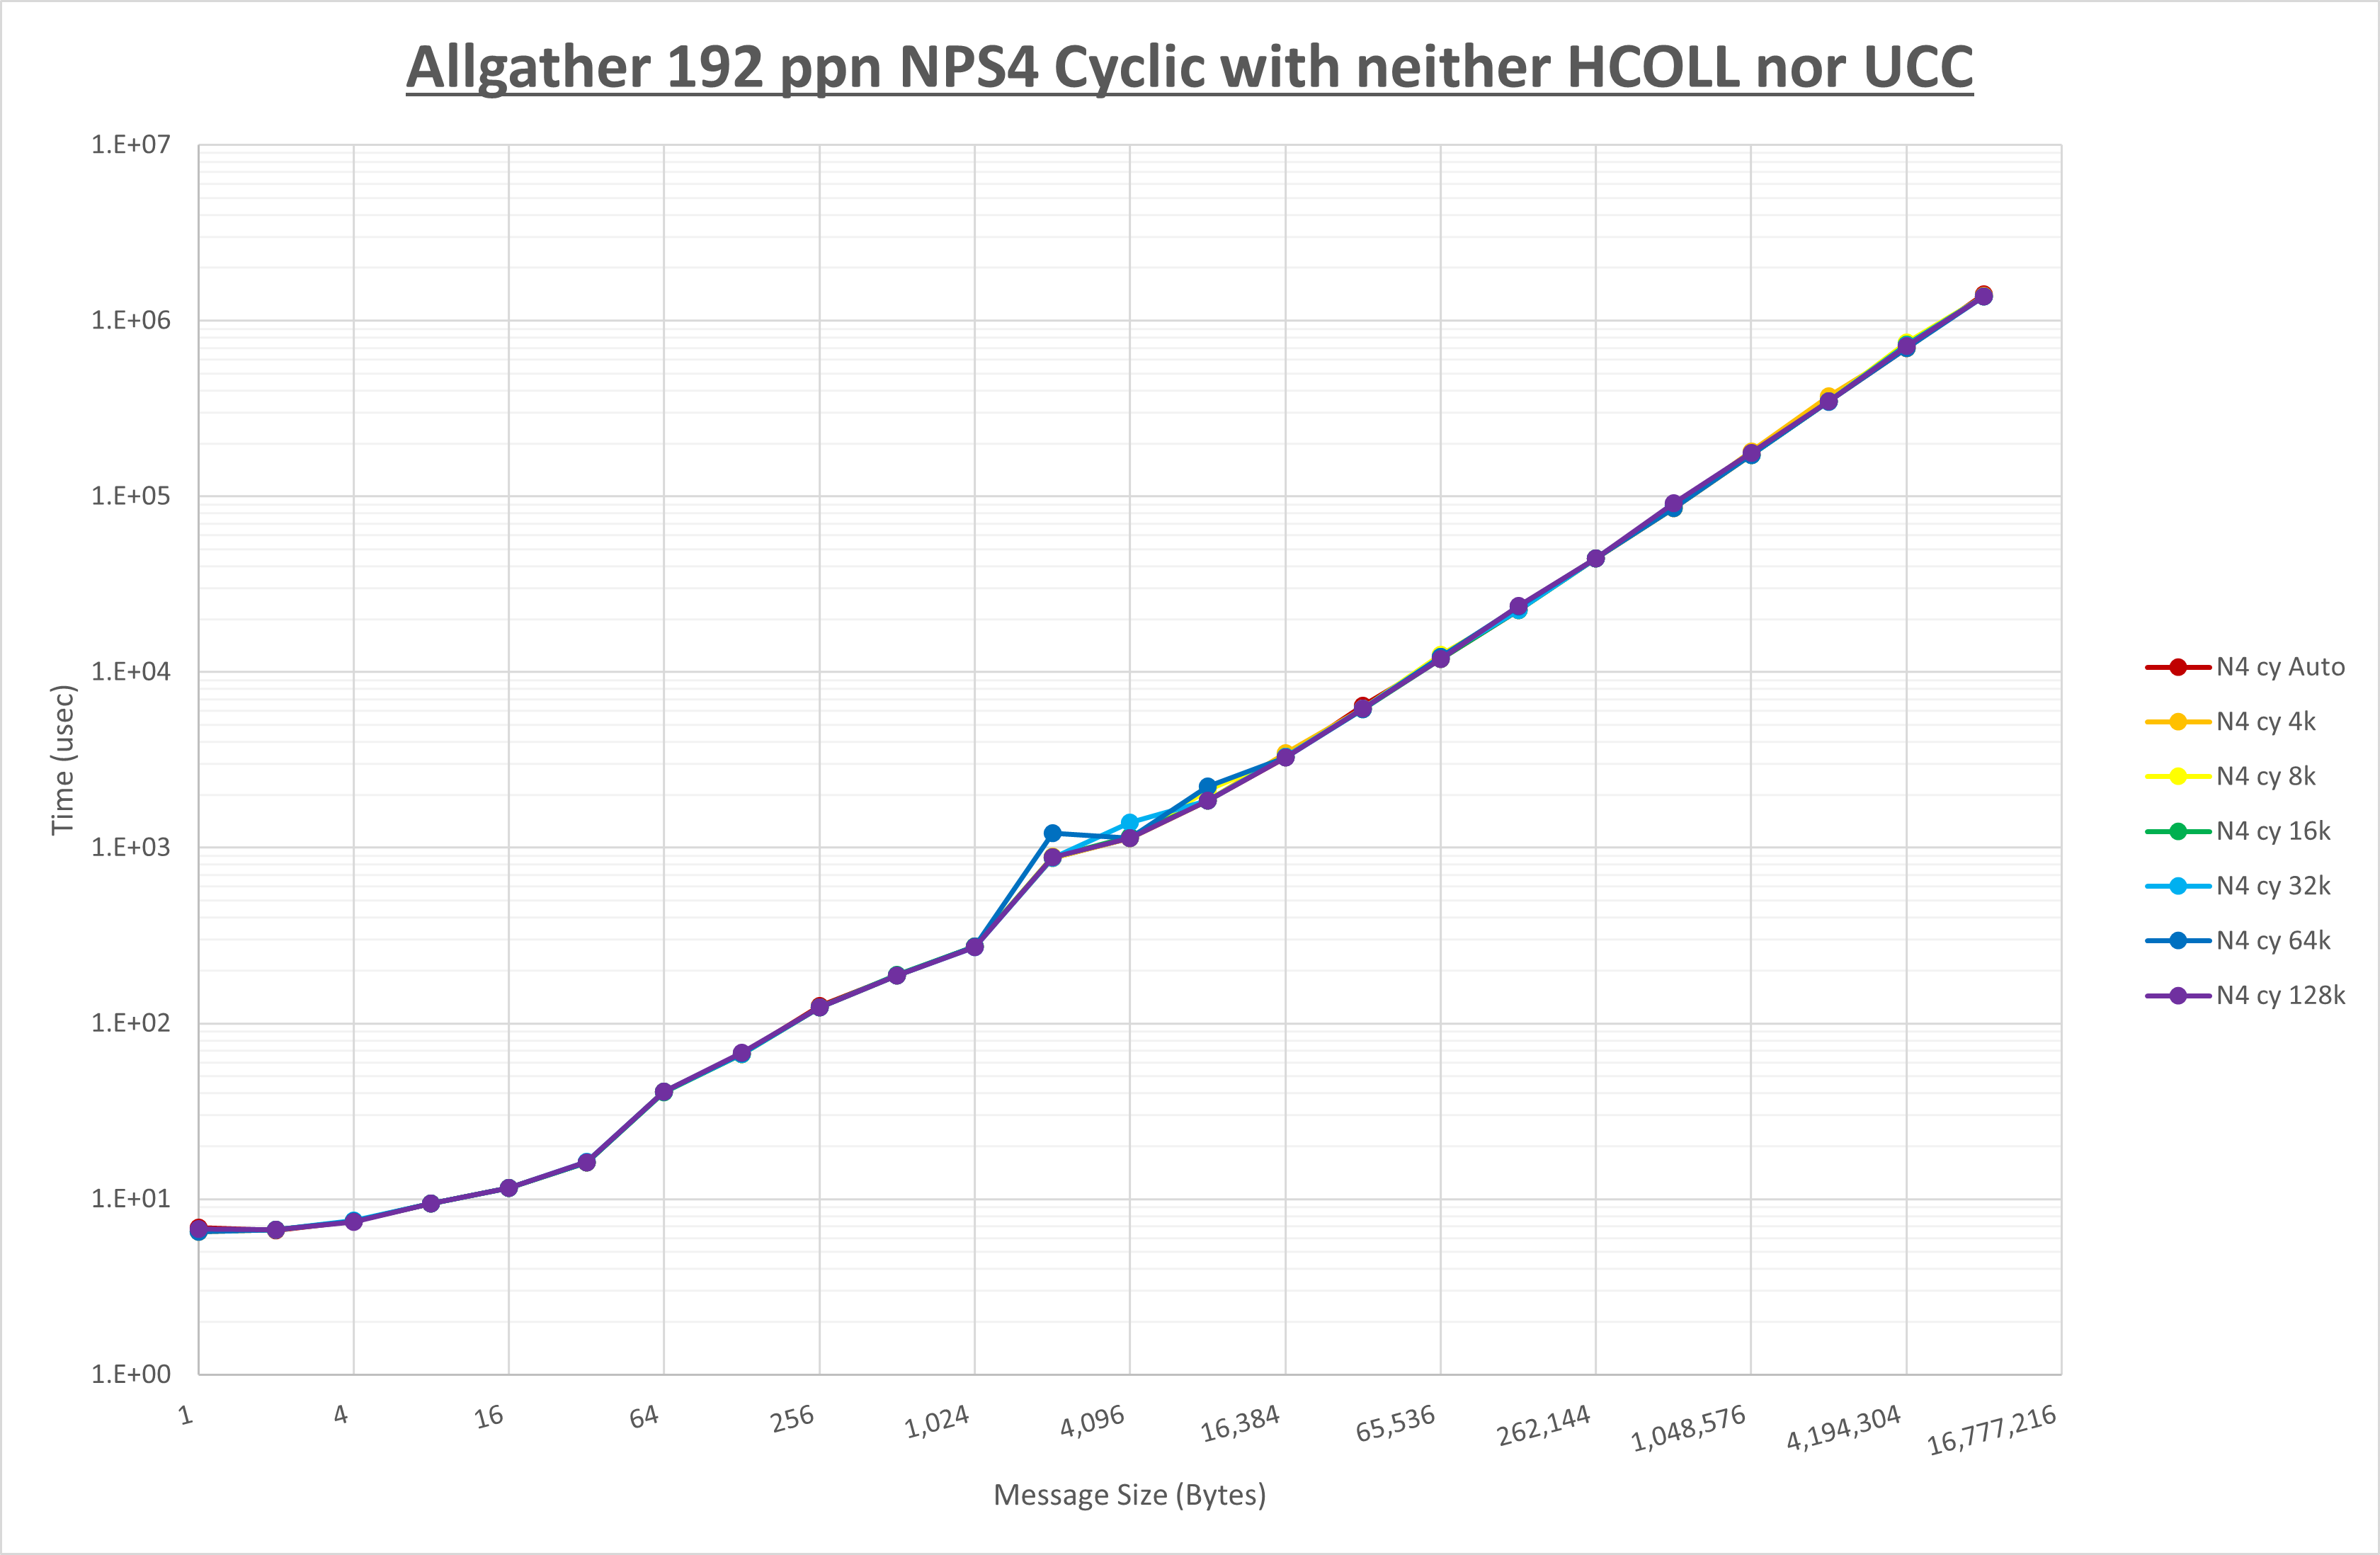 Allgather 192 ppn NPS4 Cyclic with neither HCOLL nor UCC
1.E+07
1.E+06
1.E+05
1.E+04
1.E+03
1.E+02
1.E+01
1.E+00
Time (usec)
1
4
16
64
256
1,024
4,096
16,384
65,536
262,144
1,048,576
4,194,304
16,777,216
Message Size (Bytes)
N4 cy Auto
N4 cy 4k
N4 cy 8k
N4 cy 16k
N4 cy 32k
N4 cy 64k
N4 cy 128k